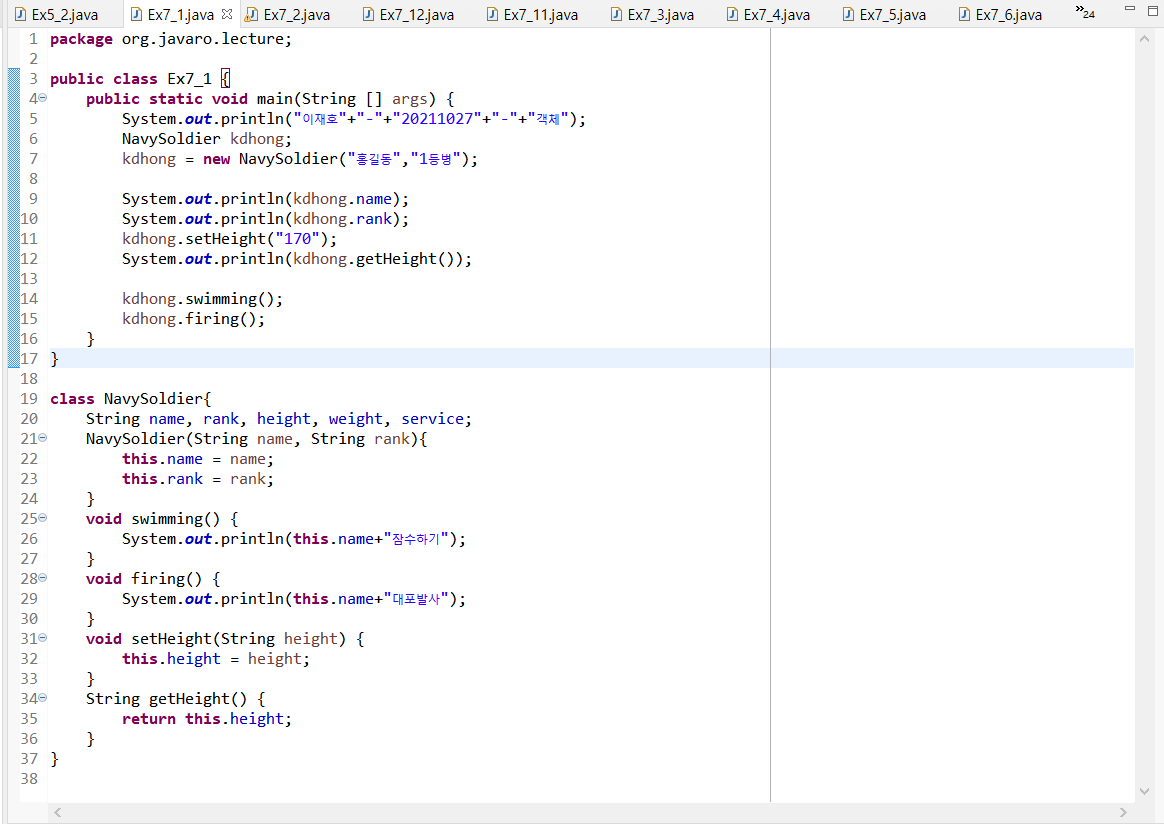 Ex5_2.java Ex7_1.java Ex7_2.java Ex7_12.java Ex7_11.java Ex7_3.java Ex7_4.java Ex7_5.java Ex7_6.java »24
1 package org.javaro.lecture;
2
3 public class Ex7_1 {
4 public static void main(String [] args) {
5 System.out.println("이재호"+"-"+"20211027"+"-"+"객체");
6 NavySoldier kdhong;
7 kdhong = new NavySoldier("홍길동","1등병");
8
9 System.out.println(kdhong.name);
10 System.out.println(kdhong.rank);
11 kdhong.setHeight("170");
12 System.out.println(kdhong.getHeight());
13
14 kdhong.swimming();
15 kdhong.firing();
16 }
17 }
18
19 class NavySoldier{
20 String name, rank, height, weight, service;
21 NavySoldier(String name, String rank){
22 this.name = name;
23 this.rank = rank;
24 }
25 void swimming() {
26 System.out.println(this.name+"잠수하기");
27 }
28 void firing() {
29 System.out.println(this.name+"대포발사");
30 }
31 void setHeight(String height) {
32 this.height = height;
33 }
34 String getHeight() {
35 return this.height;
36 }
37 }
38